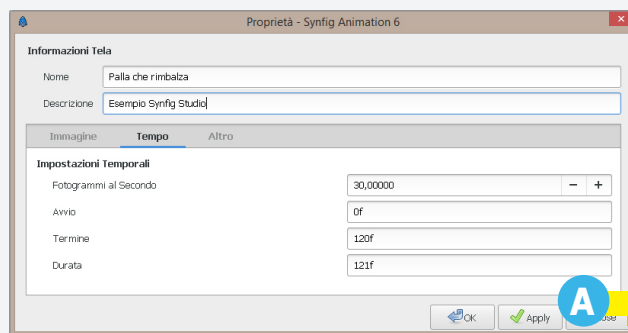 Proprietà - Synfig Animation 6
Informazioni Tela
Nome Palla che rimbalza
Descrizione Esempio Synfig Studio
Immagine Tempo Altro
Impostazioni Temporali
Fotogrammi al Secondo 30,00000 − +
Avvio 0f
Termine 120f
Durata 121f
OK Apply
A